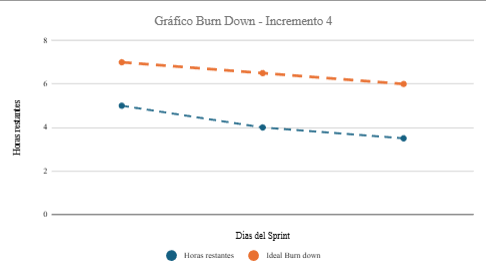 Gráfico Burn Down - Incremento 4
8
6
4
2
0
Horas restantes
Días del Sprint
Horas restantes
Ideal Burn down